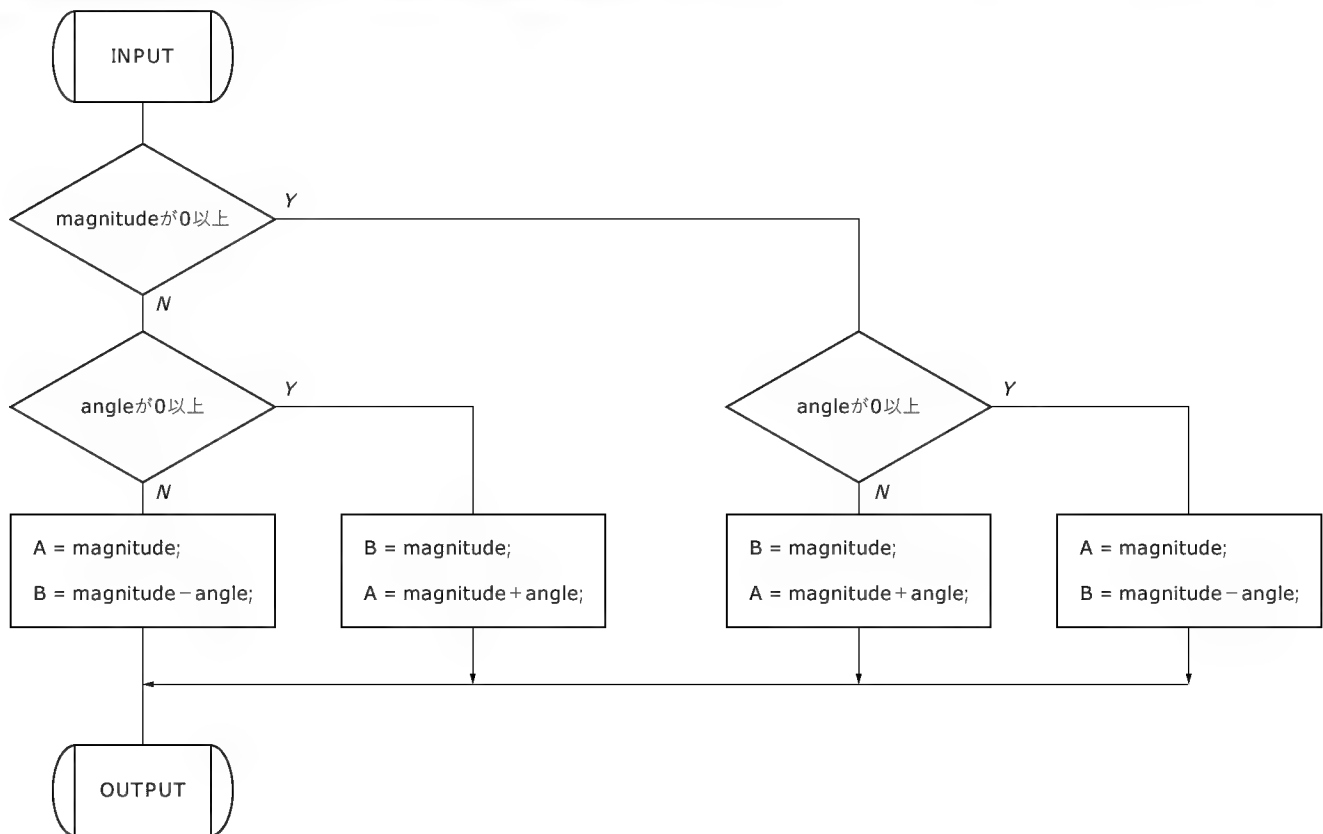 INPUT
magnitudeが0以上
Y
N
angleが0以上
Y
N
angleが0以上
Y
N
A = magnitude;
B = magnitude−angle;
B = magnitude;
A = magnitude+angle;
B = magnitude;
A = magnitude+angle;
A = magnitude;
B = magnitude−angle;
OUTPUT